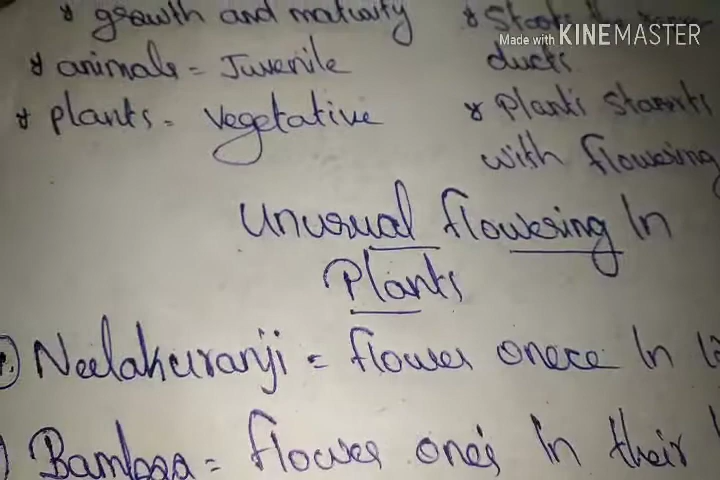 * growth and maturity
Made with KINEMASTER
* animals = Juvenile
ducts
* Plants = Vegetative
* Plants starts
with flowering
Unusual flowering In
Plants
Neelakuranji = flower onece In
Bamboo = flower one's In their